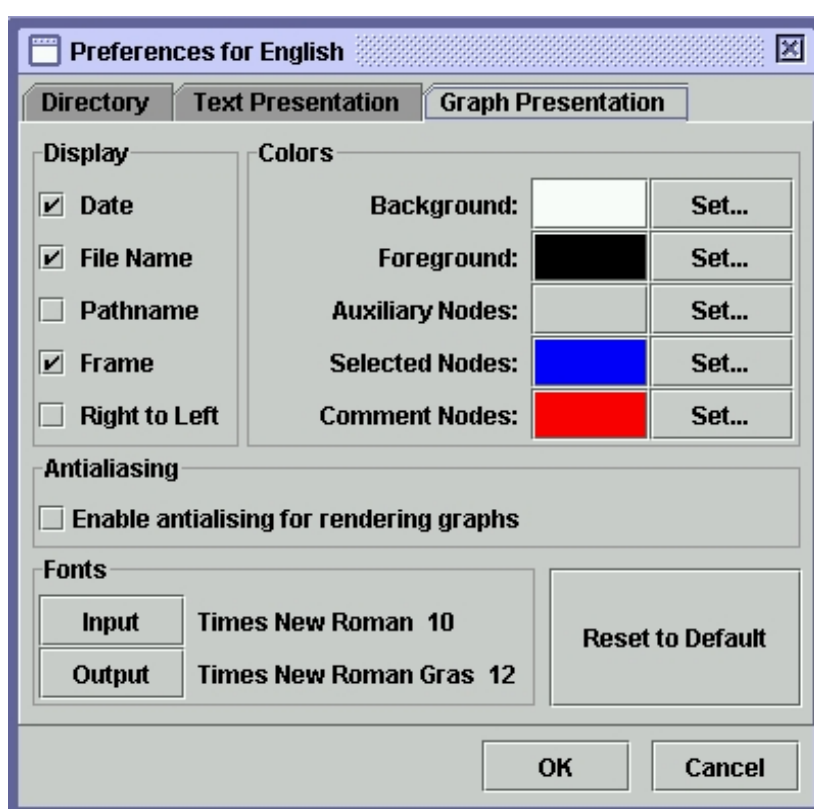 Preferences for English
Directory Text Presentation Graph Presentation
Display
Date
File Name
Pathname
Frame
Right to Left
Colors
Background: Set...
Foreground: Set...
Auxiliary Nodes: Set...
Selected Nodes: Set...
Comment Nodes: Set...
Antialiasing
Enable antialising for rendering graphs
Fonts
Input Times New Roman 10
Output Times New Roman Gras 12
Reset to Default
OK Cancel